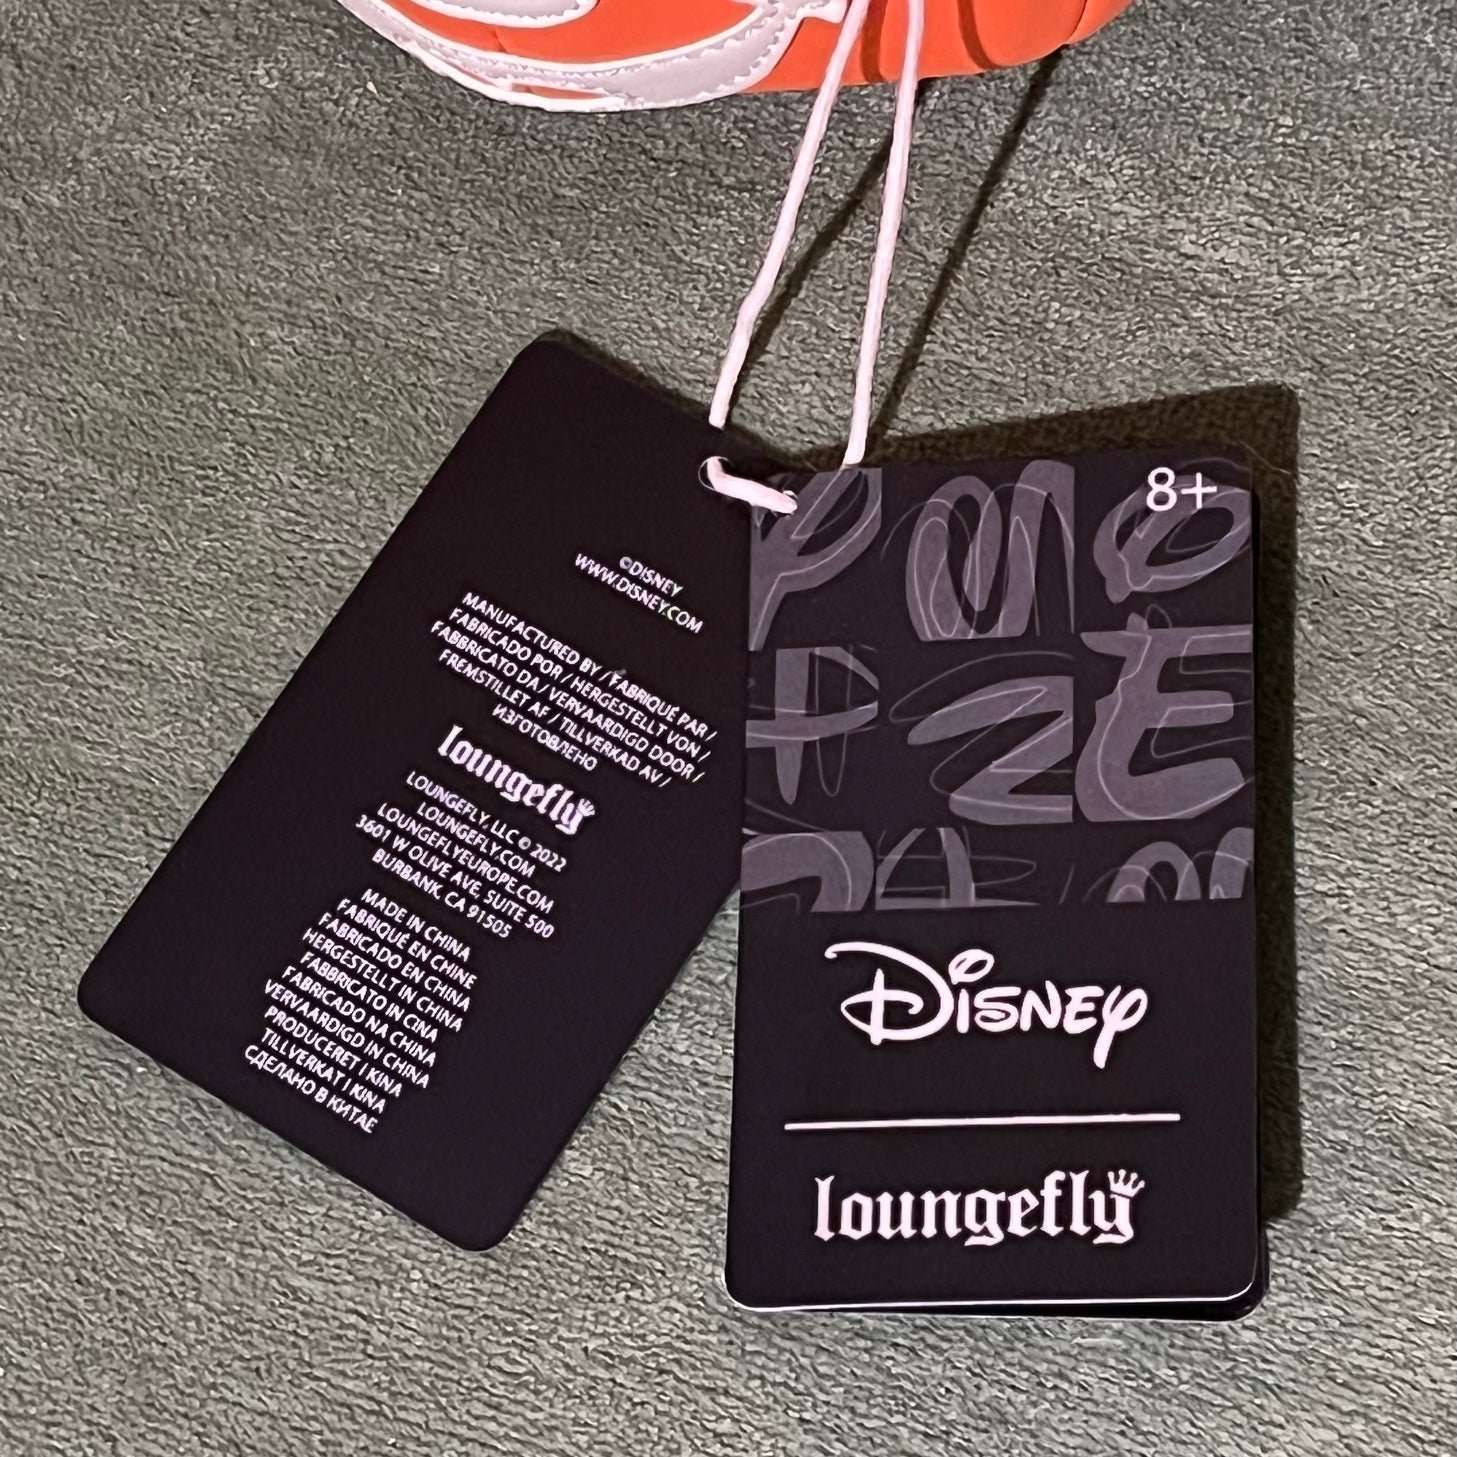 ©DISNEY
WWW.DISNEY.COM
MANUFACTURED BY / FABRIQUÉ PAR /
FABRICADO POR / HERGESTELLT VON /
FABBRICATO DA / VERVAARDIGD DOOR /
FREMSTILLET AF / TILLVERKAD AV /
ИЗГОТОВЛЕНО
loungefly
LOUNGEFLY, LLC © 2022
LOUNGEFLY.COM
LOUNGEFLYEUROPE.COM
3601 W OLIVE AVE, SUITE 500
BURBANK, CA 91505
MADE IN CHINA
FABRIQUÉ EN CHINE
FABRICADO EN CHINA
HERGESTELLT IN CHINA
FABBRICATO IN CINA
FABRICADO NA CHINA
VERVAARDIGD IN CHINA
PRODUCERET I KINA
TILLVERKAT I KINA
СДЕЛАНО В КИТАЕ
8+
Disney
loungefly